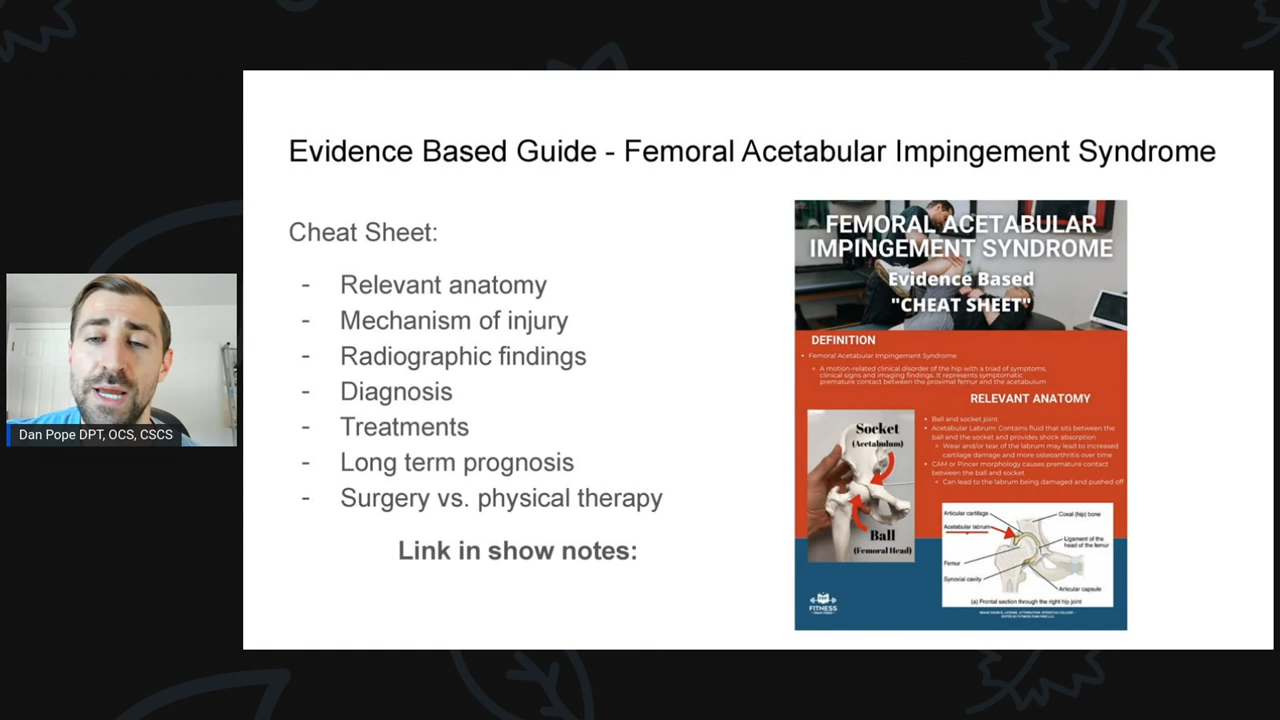 Evidence Based Guide - Femoral Acetabular Impingement Syndrome
Cheat Sheet:
- Relevant anatomy
- Mechanism of injury
- Radiographic findings
- Diagnosis
- Treatments
- Long term prognosis
- Surgery vs. physical therapy
Link in show notes:
Dan Pope DPT, OCS, CSCS
FEMORAL ACETABULAR
IMPINGEMENT SYNDROME
Evidence Based
"CHEAT SHEET"
DEFINITION
• Femoral Acetabular Impingement Syndrome
A motion-related clinical disorder of the hip with a triad of symptoms,
clinical signs and imaging findings. It represents symptomatic
premature contact between the proximal femur and the acetabulum
RELEVANT ANATOMY
• Ball and socket joint
• Acetabular Labrum: Contains fluid that sits between the
ball and the socket and provides shock absorption
Wear and/or tear of the labrum may lead to increased
cartilage damage and more osteoarthritis over time
• CAM or Pincer morphology causes premature contact
between the ball and socket
Can lead to the labrum being damaged and pushed off
Socket
(Acetabulum)
Ball
(Femoral Head)
Articular cartilage
Coxal (hip) bone
Acetabular labrum
Ligament of the
head of the femur
Femur
Synovial cavity
Articular capsule
(a) Frontal section through the right hip joint
FITNESS